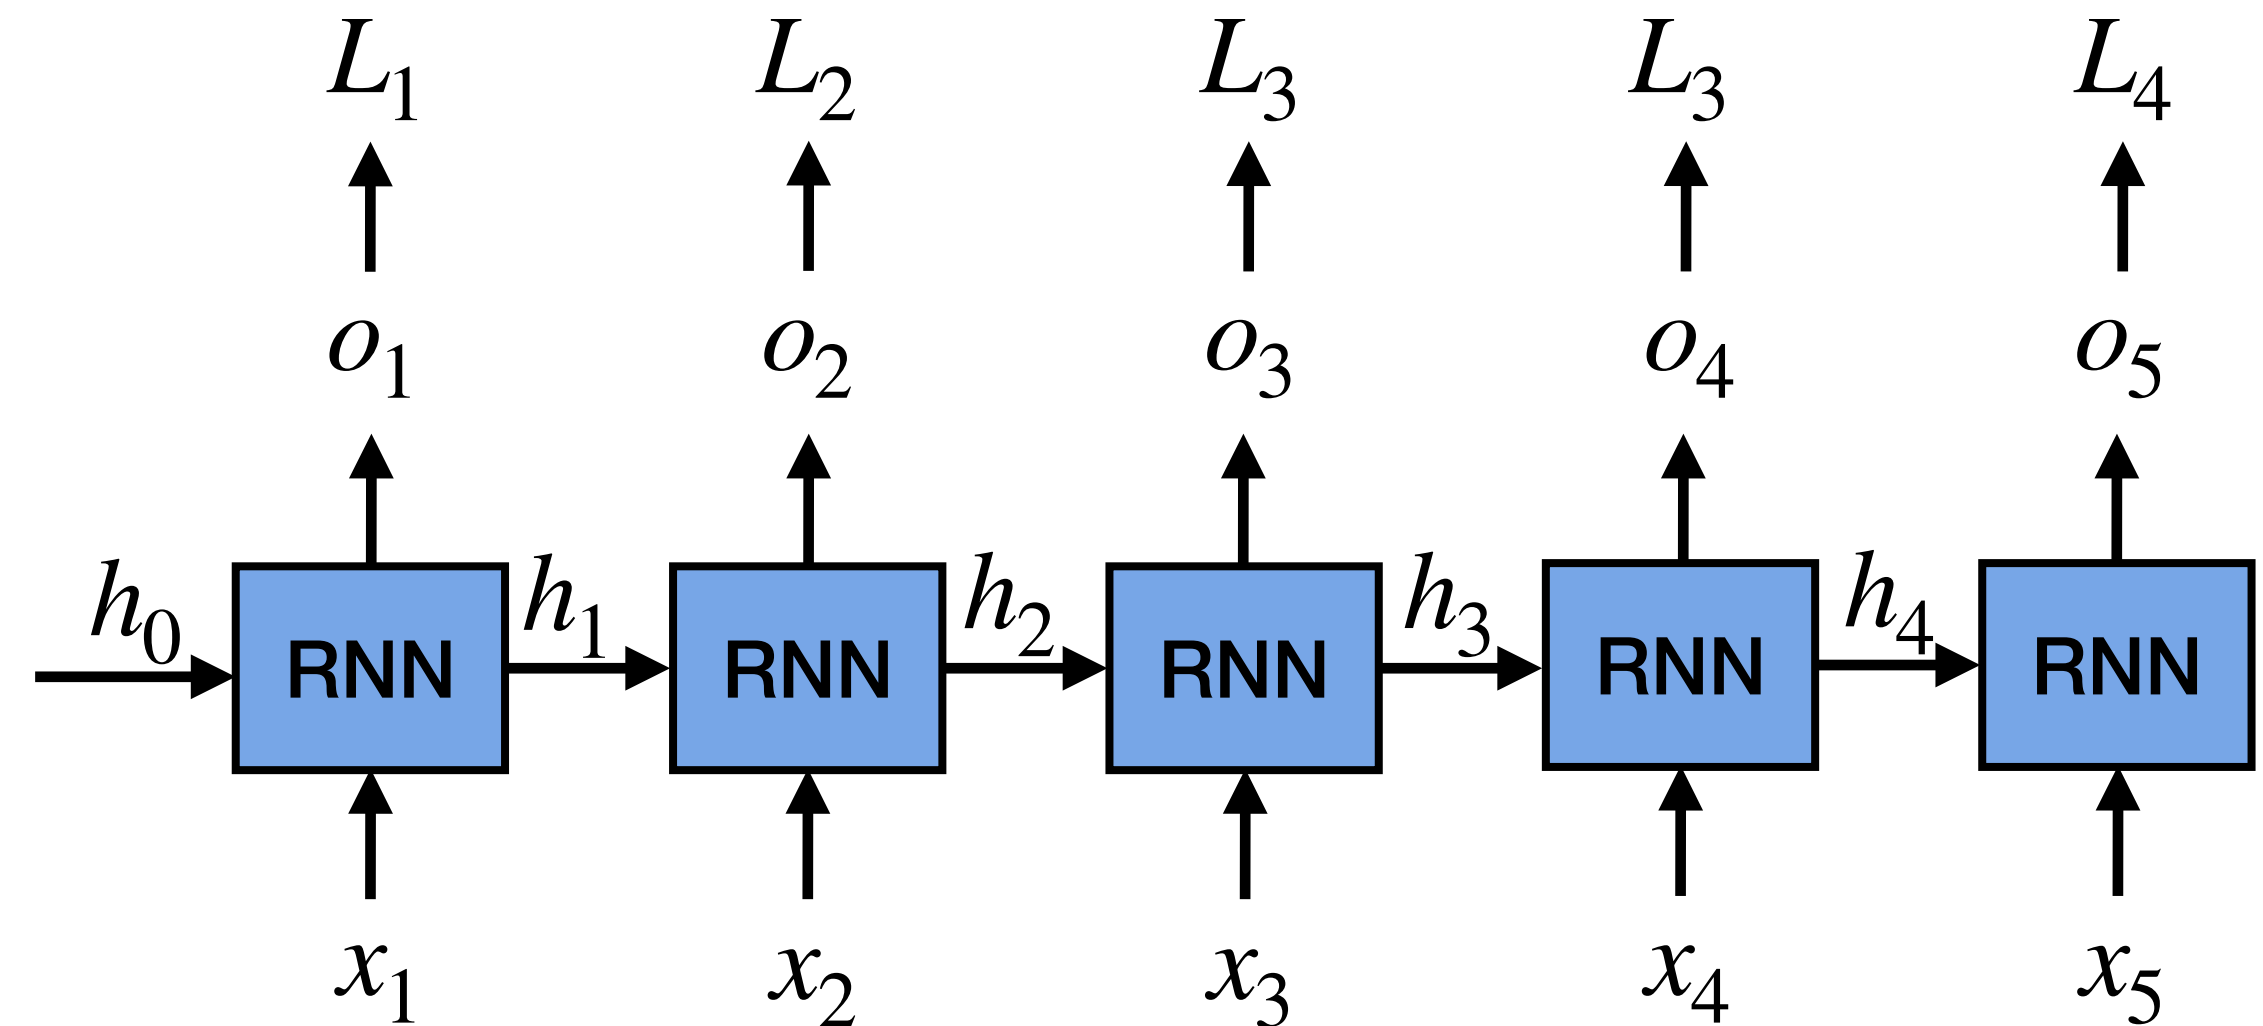 L₁ L₂ L₃ L₃ L₄
o₁ o₂ o₃ o₄ o₅
h₀ h₁ h₂ h₃ h₄
RNN RNN RNN RNN RNN
x₁ x₂ x₃ x₄ x₅